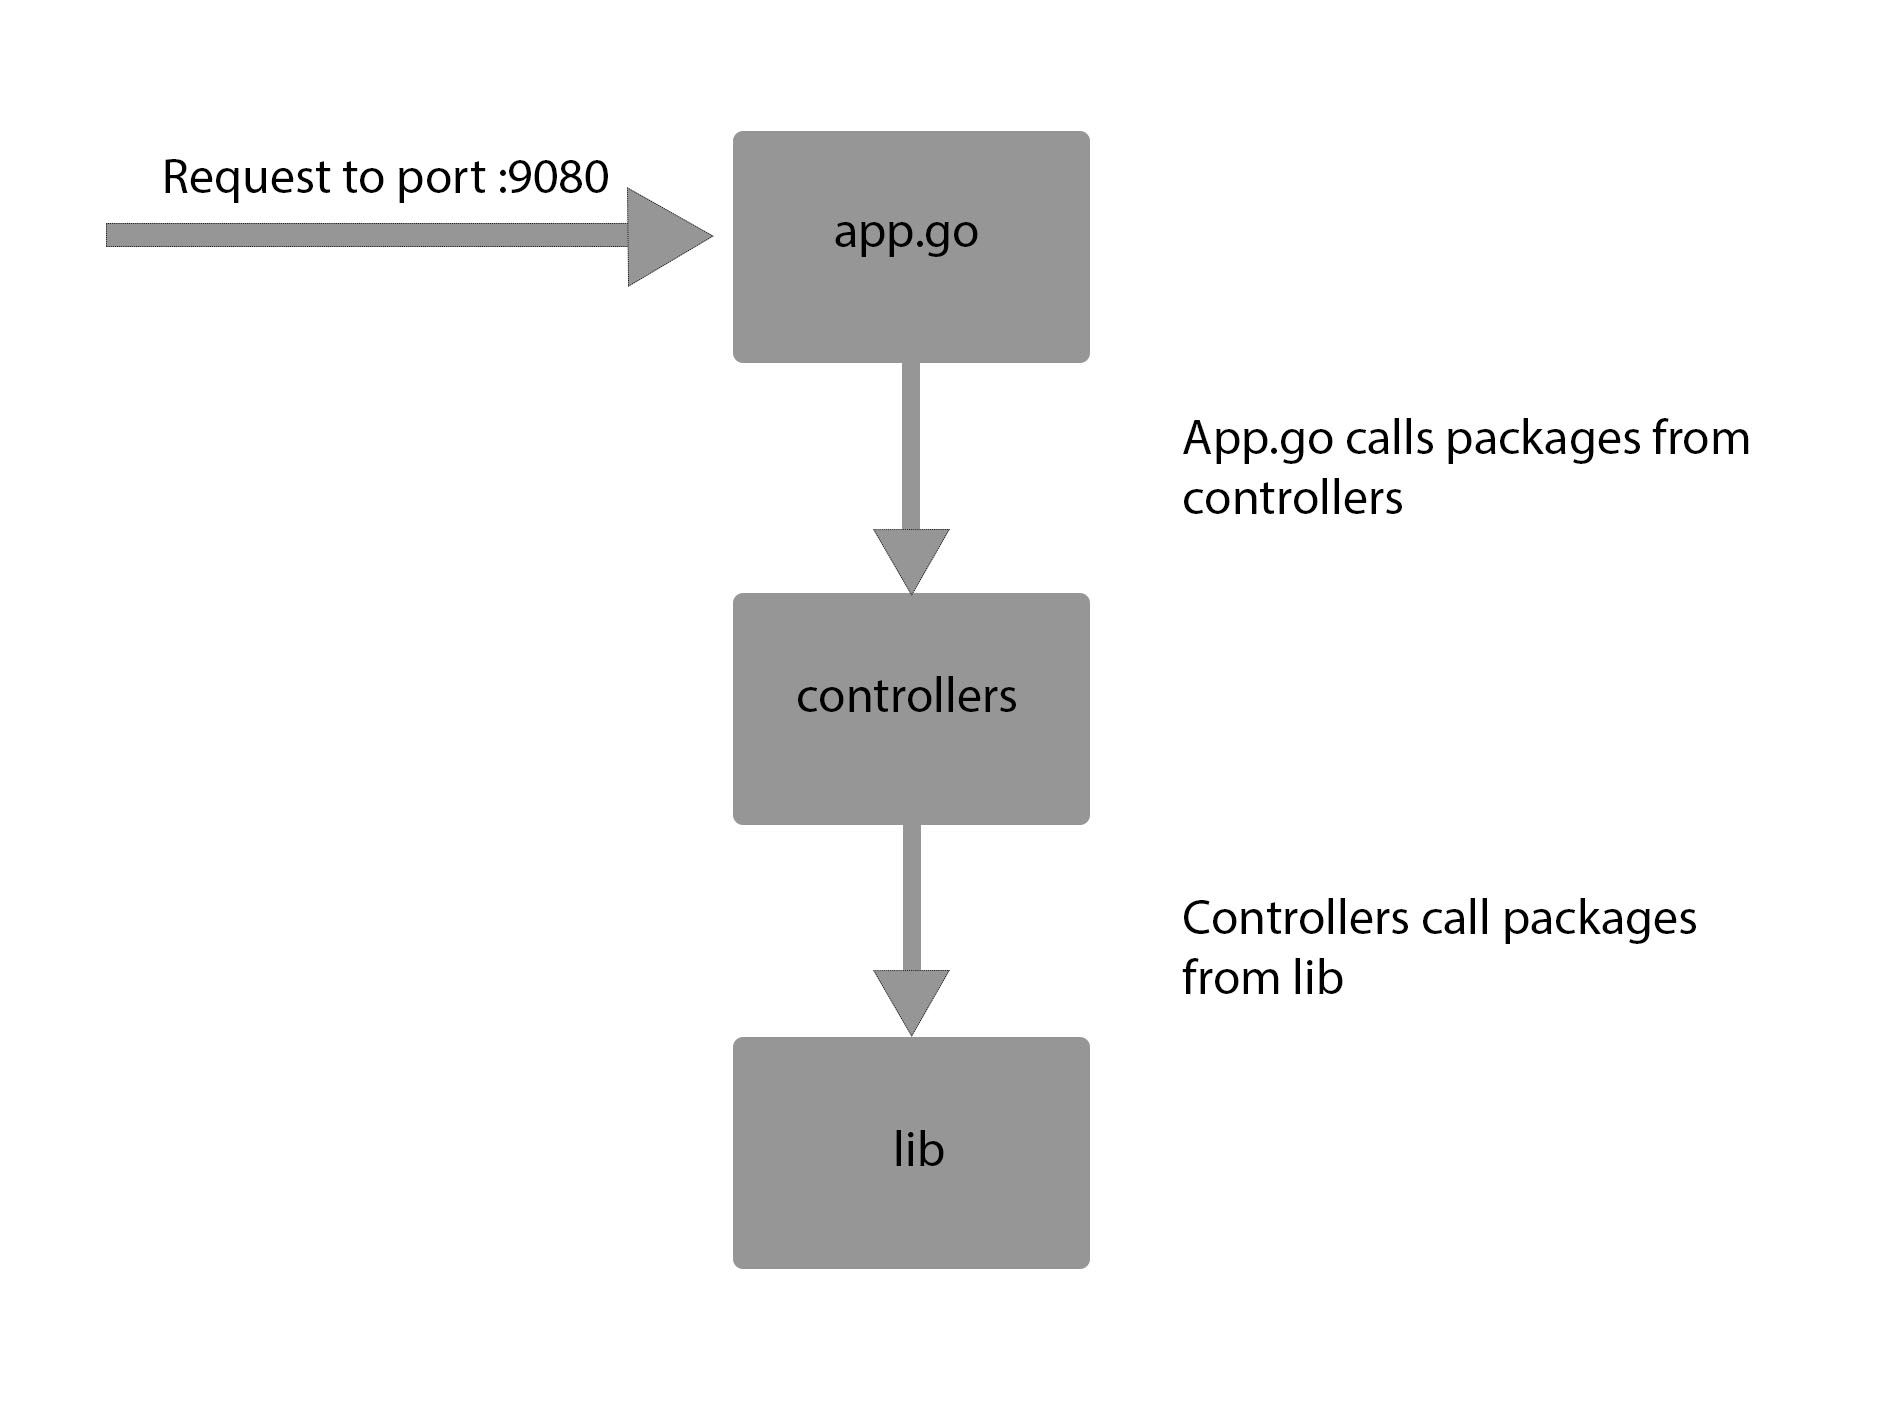 Request to port :9080
app.go
App.go calls packages from
controllers
controllers
Controllers call packages
from lib
lib